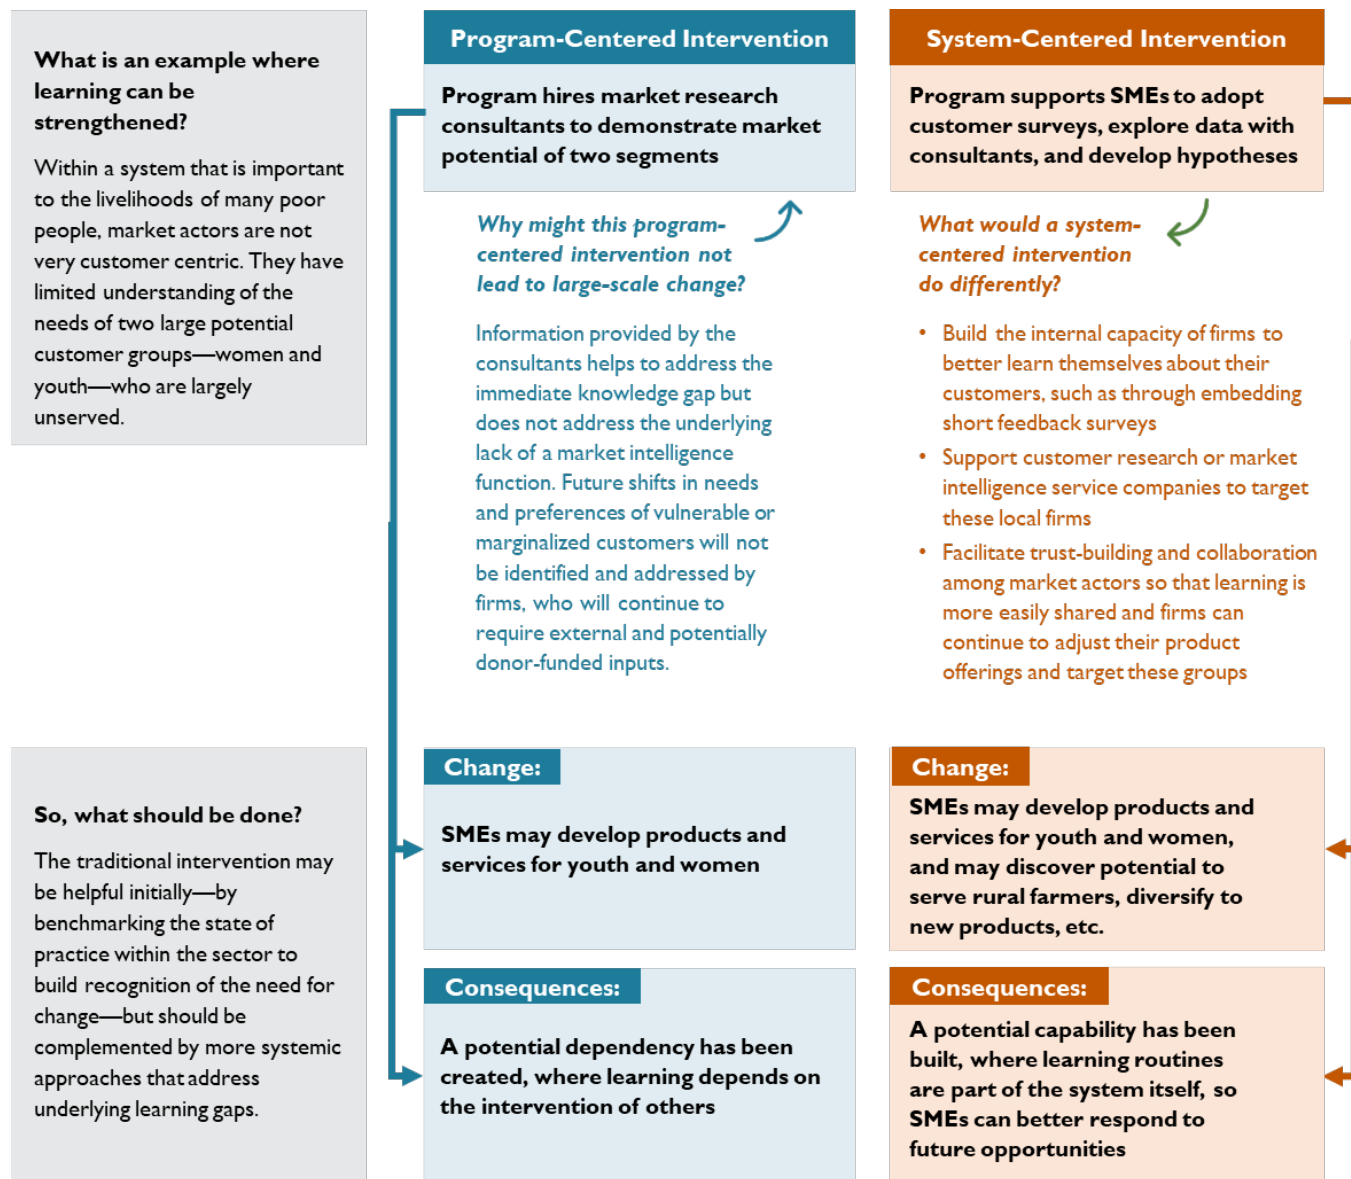 What is an example where
learning can be
strengthened?
Within a system that is important
to the livelihoods of many poor
people, market actors are not
very customer centric. They have
limited understanding of the
needs of two large potential
customer groups—women and
youth—who are largely
unserved.
So, what should be done?
The traditional intervention may
be helpful initially—by
benchmarking the state of
practice within the sector to
build recognition of the need for
change—but should be
complemented by more systemic
approaches that address
underlying learning gaps.
Program-Centered Intervention
Program hires market research
consultants to demonstrate market
potential of two segments
Why might this program-
centered intervention not
lead to large-scale change?
Information provided by the
consultants helps to address the
immediate knowledge gap but
does not address the underlying
lack of a market intelligence
function. Future shifts in needs
and preferences of vulnerable or
marginalized customers will not
be identified and addressed by
firms, who will continue to
require external and potentially
donor-funded inputs.
Change:
SMEs may develop products and
services for youth and women
Consequences:
A potential dependency has been
created, where learning depends on
the intervention of others
System-Centered Intervention
Program supports SMEs to adopt
customer surveys, explore data with
consultants, and develop hypotheses
What would a system-
centered intervention
do differently?
• Build the internal capacity of firms to
better learn themselves about their
customers, such as through embedding
short feedback surveys
• Support customer research or market
intelligence service companies to target
these local firms
• Facilitate trust-building and collaboration
among market actors so that learning is
more easily shared and firms can
continue to adjust their product
offerings and target these groups
Change:
SMEs may develop products and
services for youth and women,
and may discover potential to
serve rural farmers, diversify to
new products, etc.
Consequences:
A potential capability has been
built, where learning routines
are part of the system itself, so
SMEs can better respond to
future opportunities